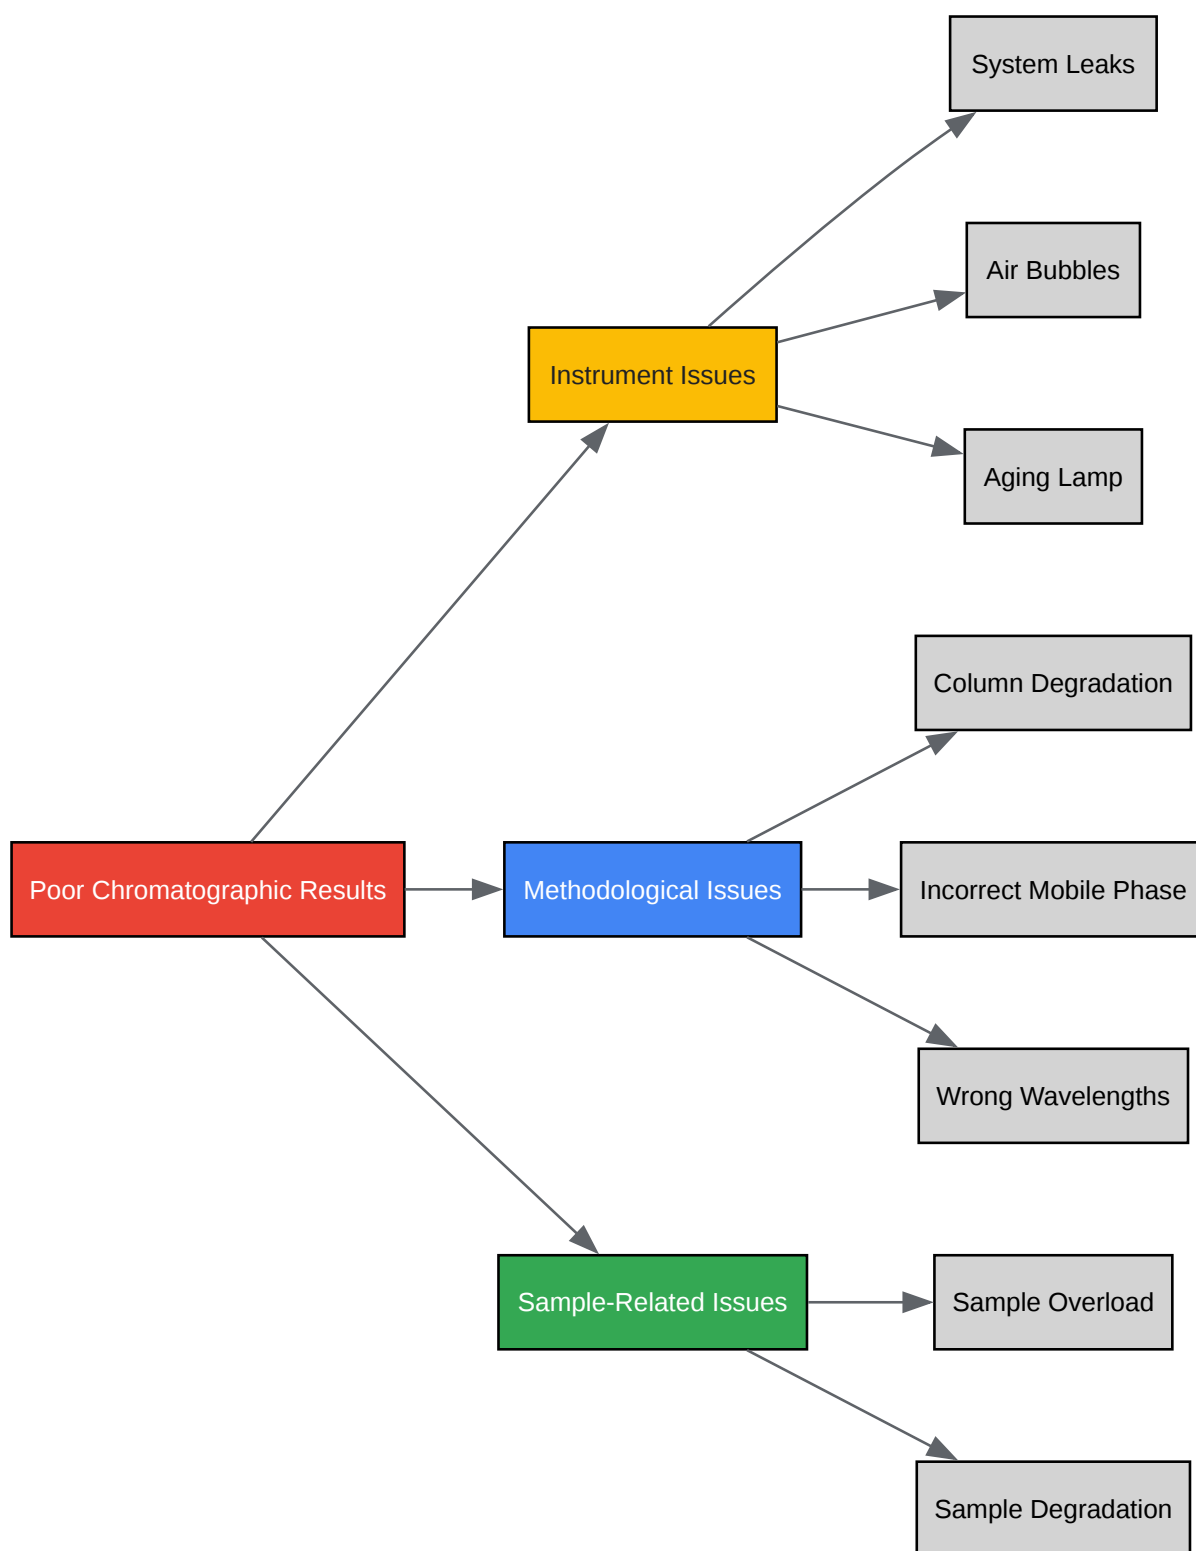 System Leaks
Air Bubbles
Instrument Issues
Aging Lamp
Column Degradation
Poor Chromatographic Results
Methodological Issues
Incorrect Mobile Phase
Wrong Wavelengths
Sample-Related Issues
Sample Overload
Sample Degradation